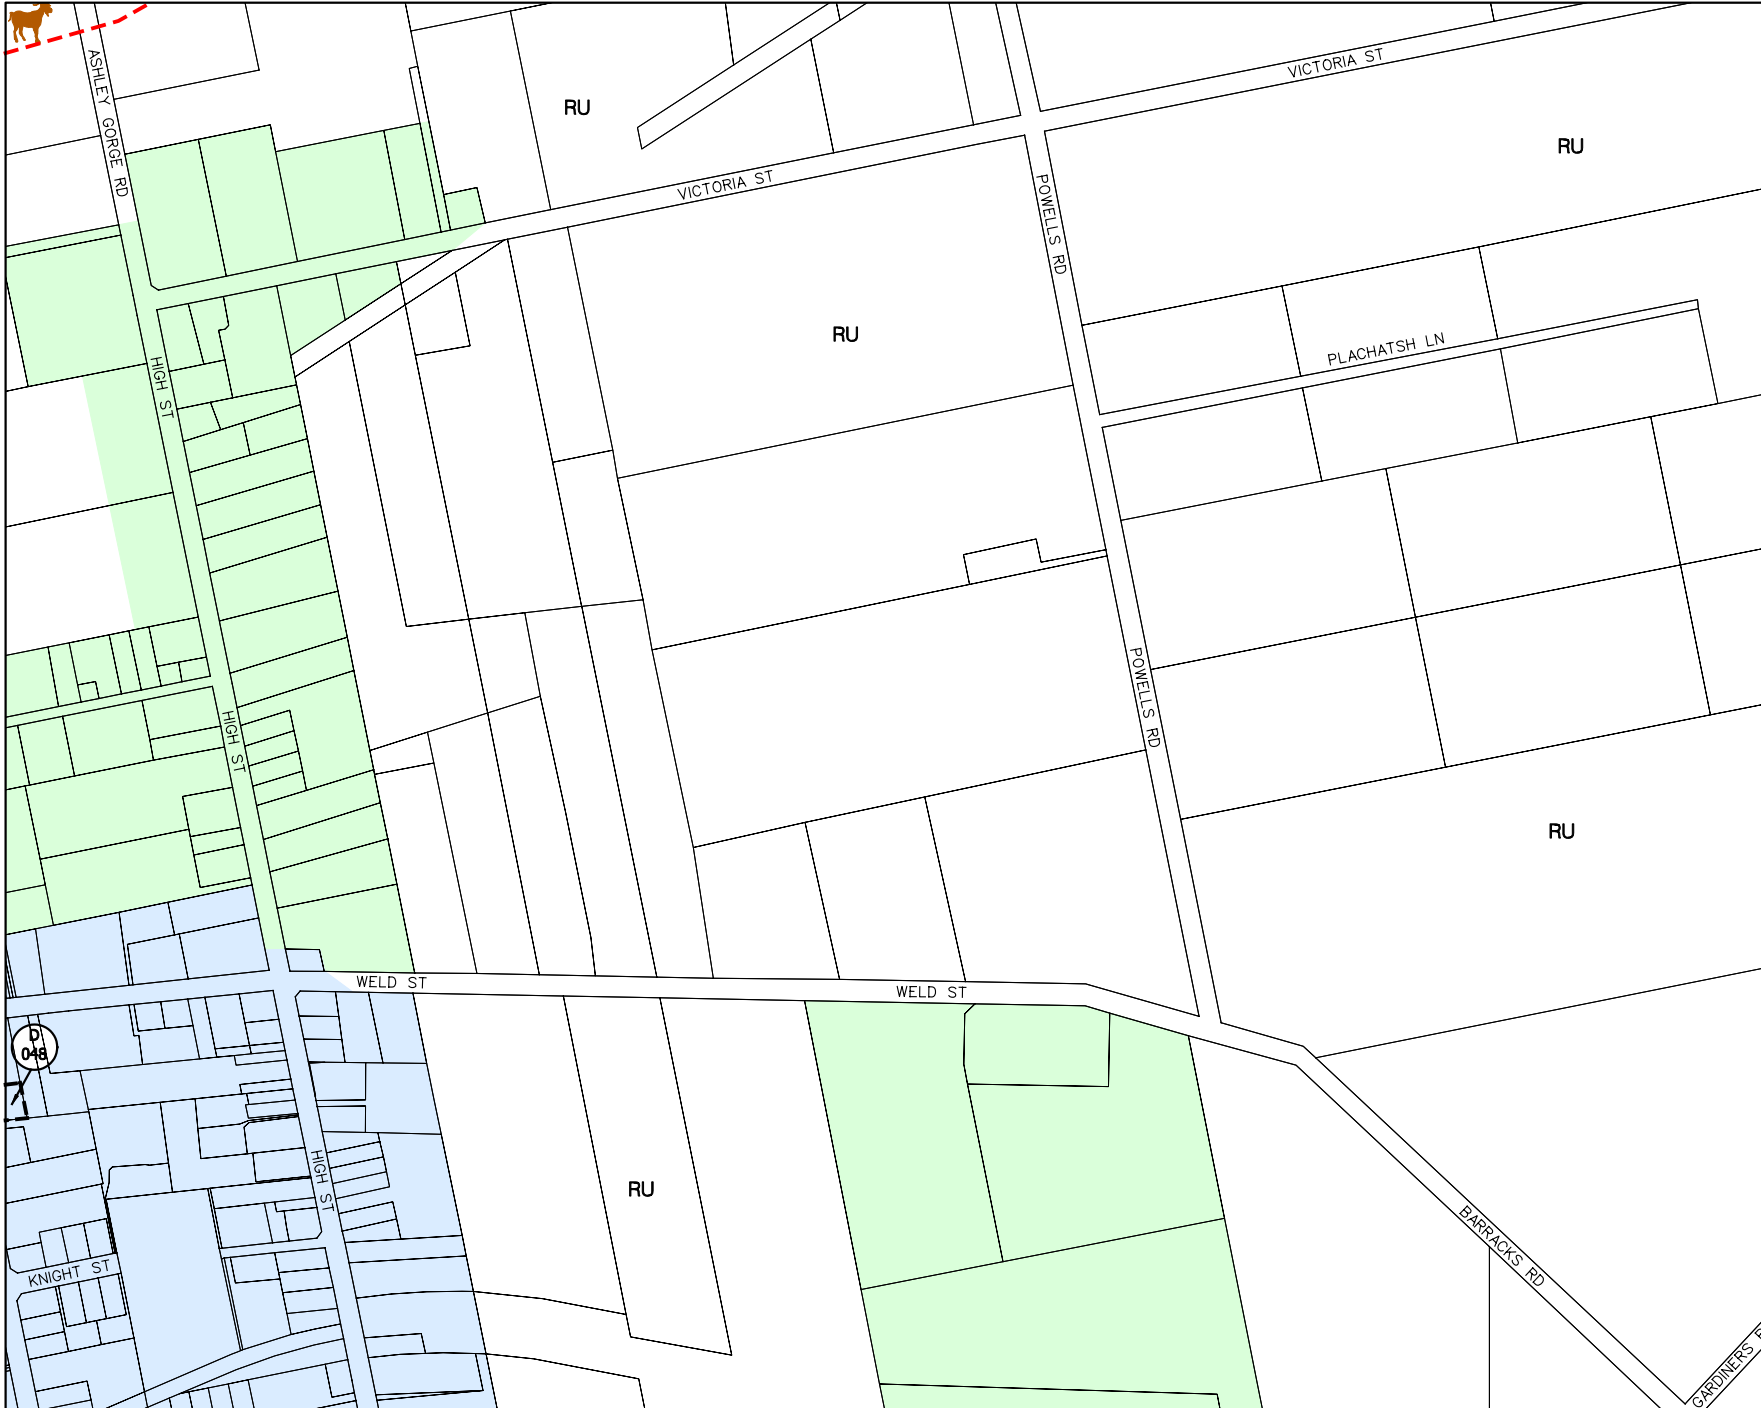 ASHLEY GORGE RD
RU
VICTORIA ST
RU
VICTORIA ST
POWELLS RD
RU
PLACHATSH LN
HIGH ST
POWELLS RD
HIGH ST
RU
WELD ST
WELD ST
D
048
HIGH ST
RU
KNIGHT ST
BARRACKS RD
GARDINERS